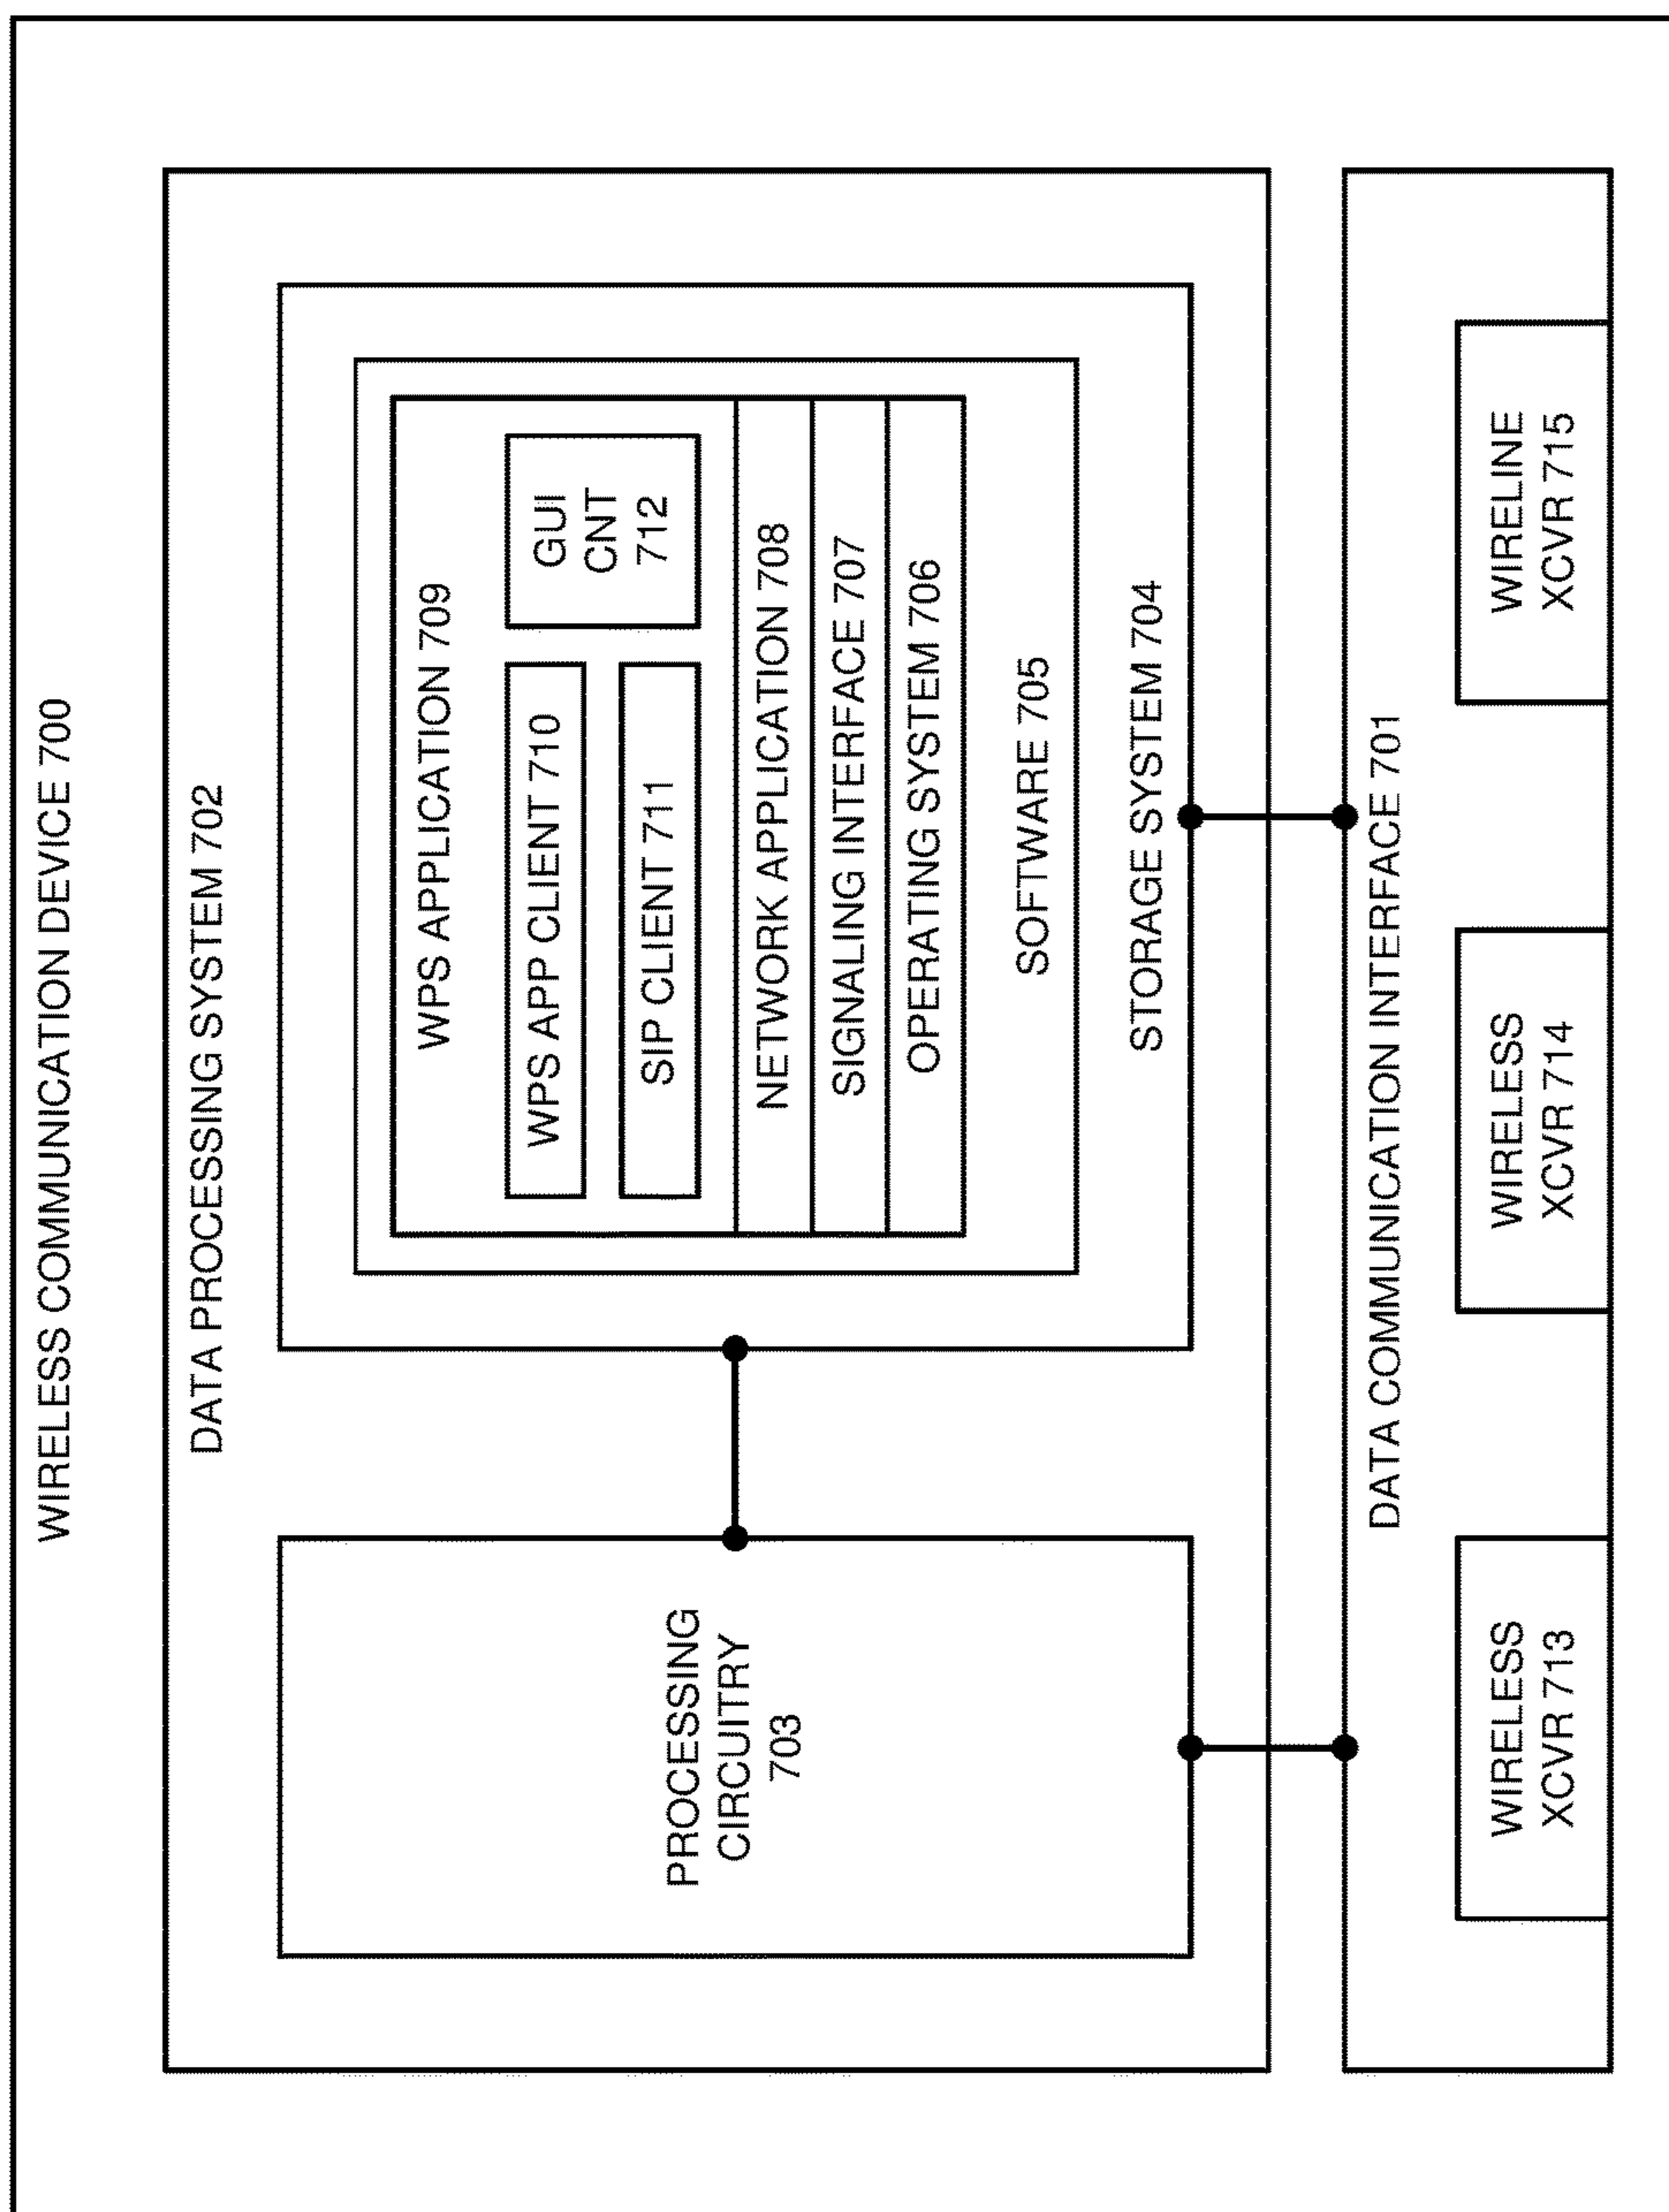 WIRELESS COMMUNICATION DEVICE 700
DATA PROCESSING SYSTEM 702
PROCESSING
CIRCUITRY
703
WPS APPLICATION 709
WPS APP CLIENT 710
SIP CLIENT 711
GUI
CNT
712
NETWORK APPLICATION 708
SIGNALING INTERFACE 707
OPERATING SYSTEM 706
SOFTWARE 705
STORAGE SYSTEM 704
DATA COMMUNICATION INTERFACE 701
WIRELESS
XCVR 713
WIRELESS
XCVR 714
WIRELINE
XCVR 715